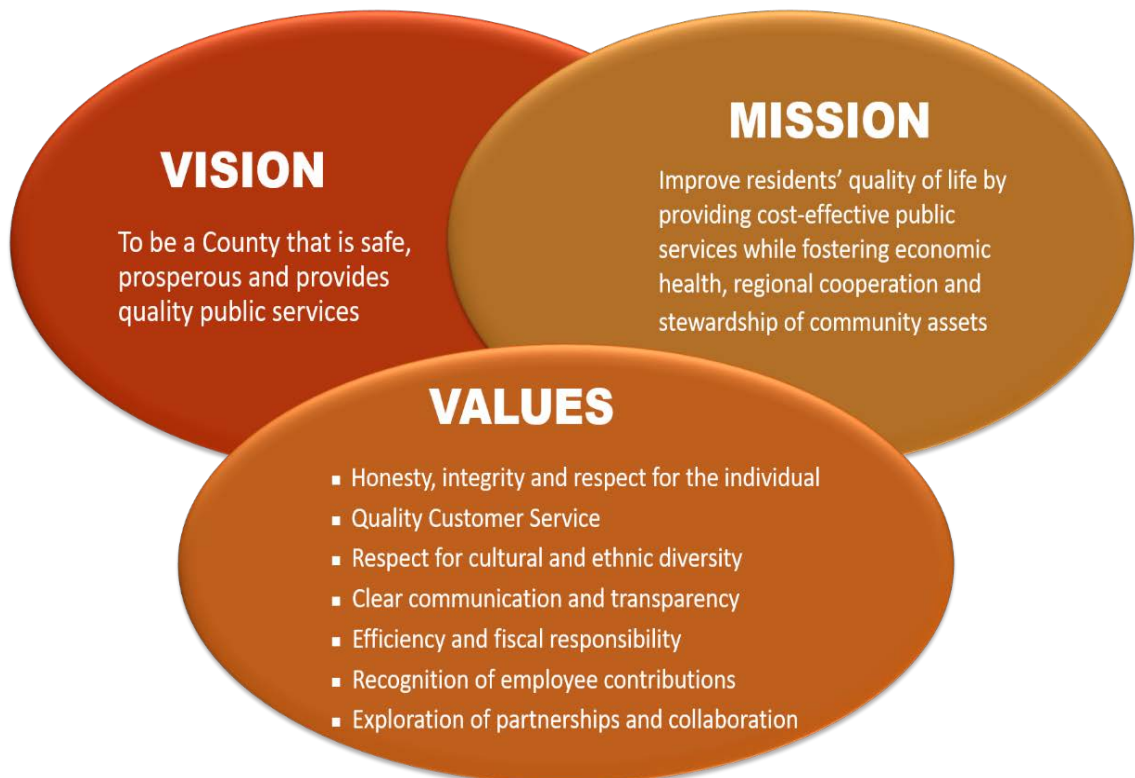 VISION
To be a County that is safe,
prosperous and provides
quality public services
MISSION
Improve residents’ quality of life by
providing cost-effective public
services while fostering economic
health, regional cooperation and
stewardship of community assets
VALUES
▪ Honesty, integrity and respect for the individual
▪ Quality Customer Service
▪ Respect for cultural and ethnic diversity
▪ Clear communication and transparency
▪ Efficiency and fiscal responsibility
▪ Recognition of employee contributions
▪ Exploration of partnerships and collaboration